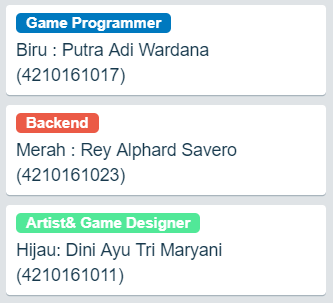 Game Programmer
Biru : Putra Adi Wardana
(4210161017)
Backend
Merah : Rey Alphard Savero
(4210161023)
Artist& Game Designer
Hijau: Dini Ayu Tri Maryani
(4210161011)